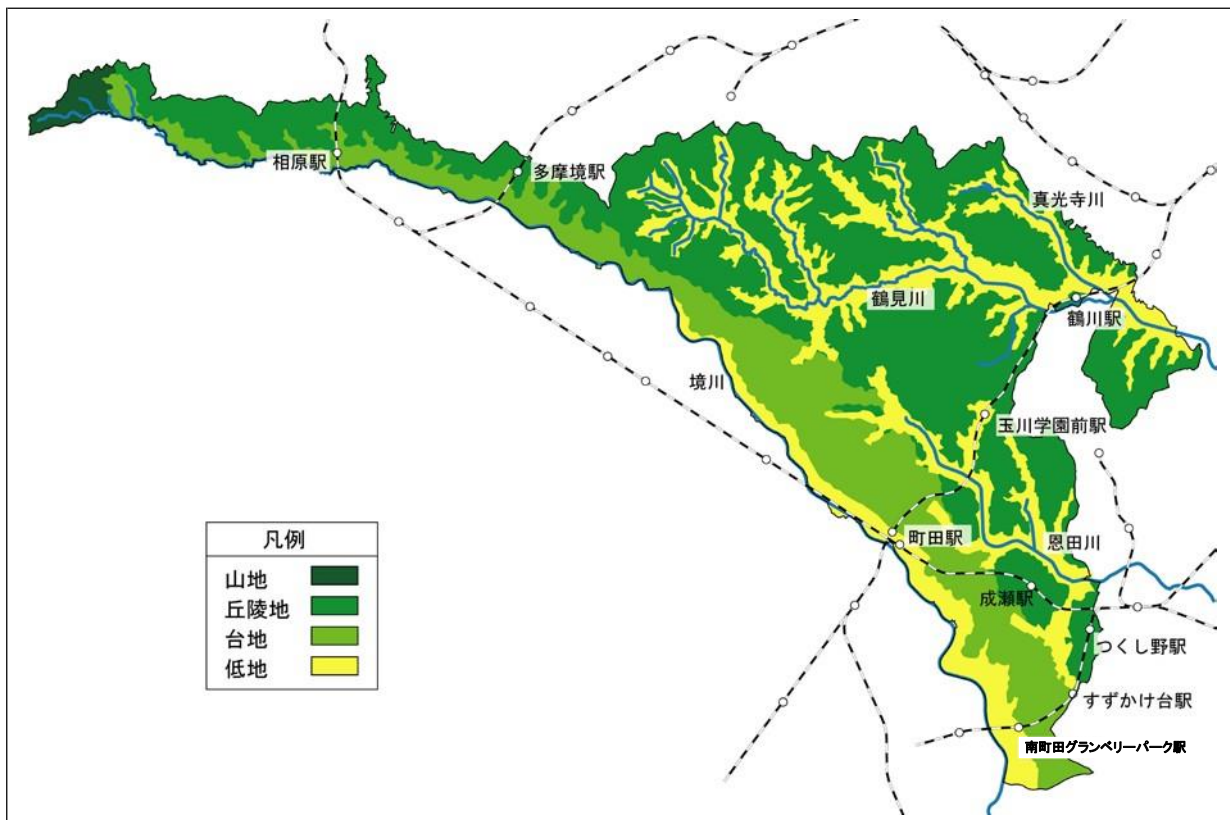 相原駅
多摩境駅
真光寺川
鶴見川
鶴川駅
境川
玉川学園前駅
町田駅
恩田川
成瀬駅
つくし野駅
すずかけ台駅
南町田グランベリーパーク駅
凡例
山地
丘陵地
台地
低地